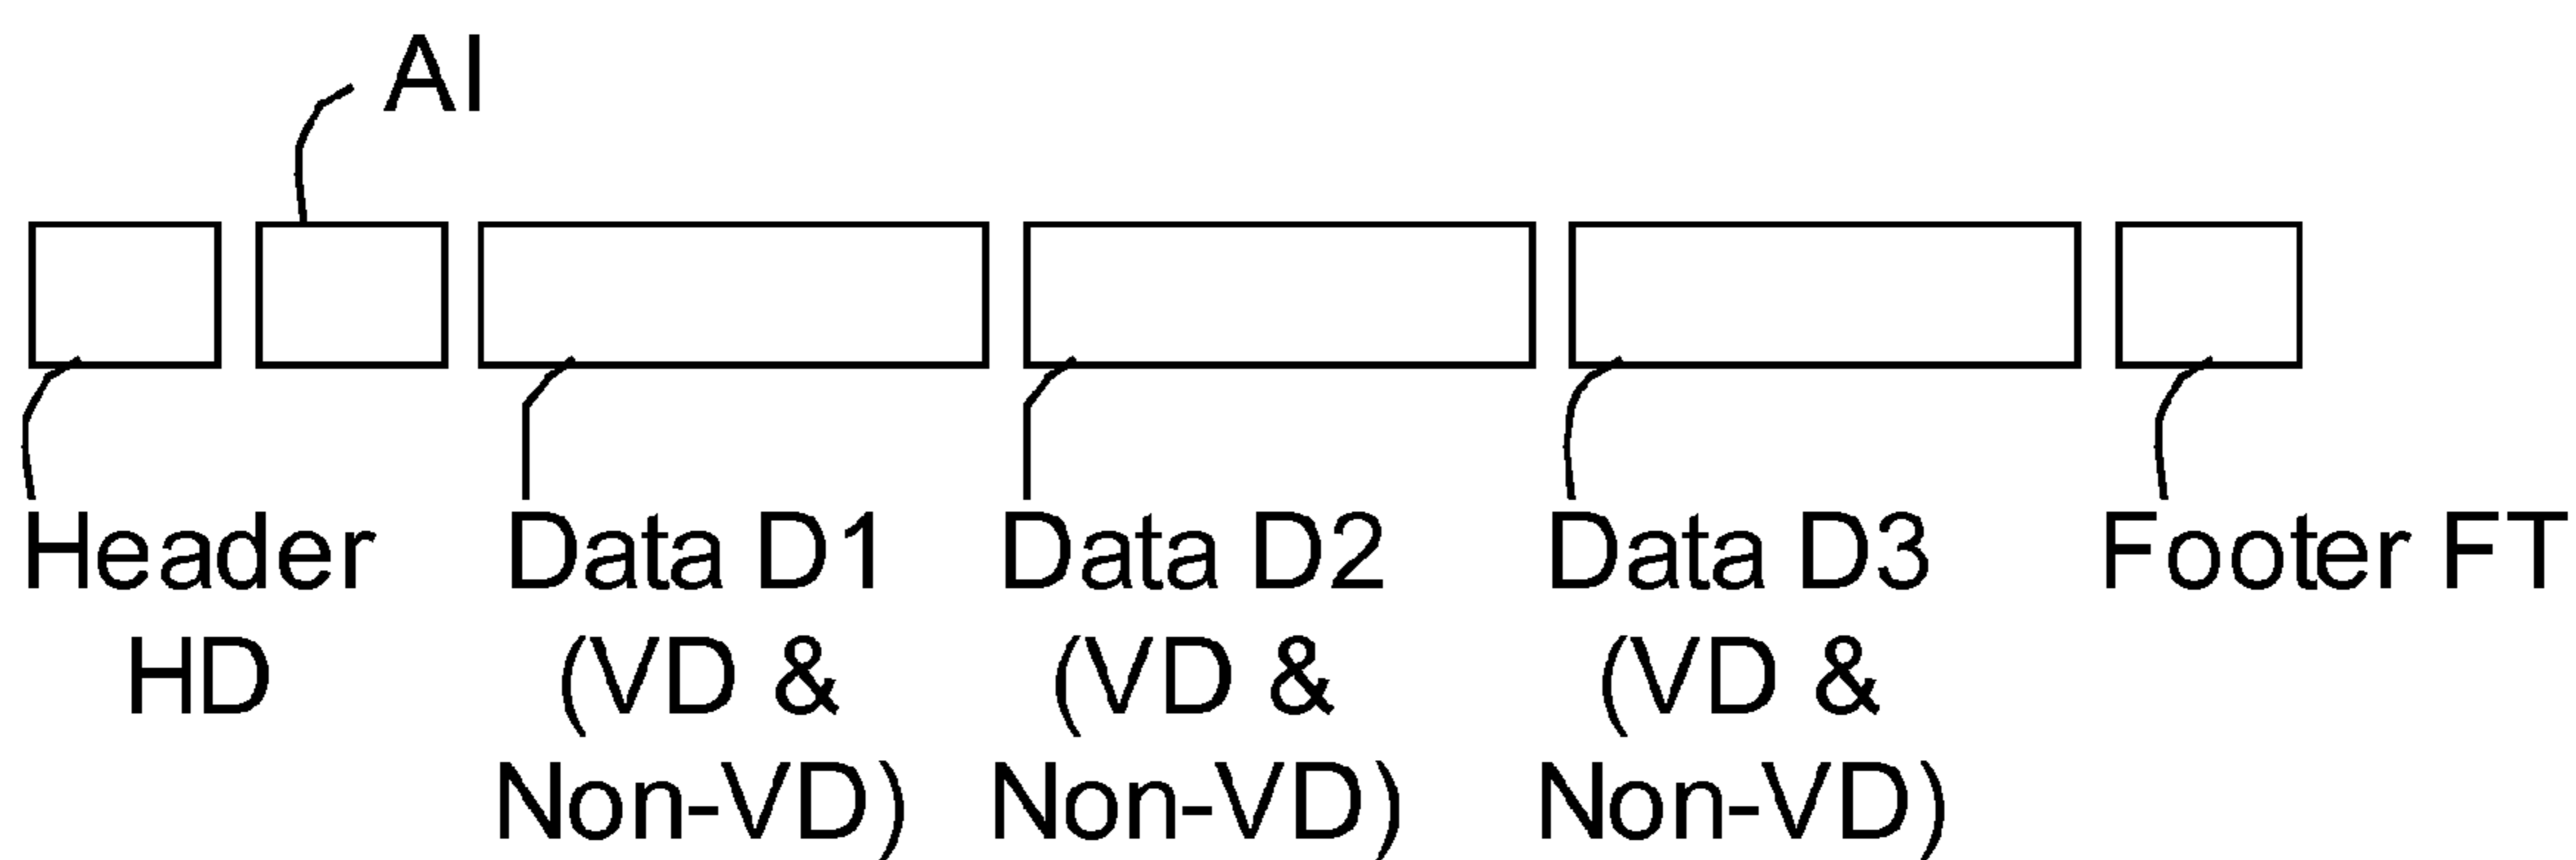 AI
Header
HD
Data D1
(VD &
Non-VD)
Data D2
(VD &
Non-VD)
Data D3
(VD &
Non-VD)
Footer FT